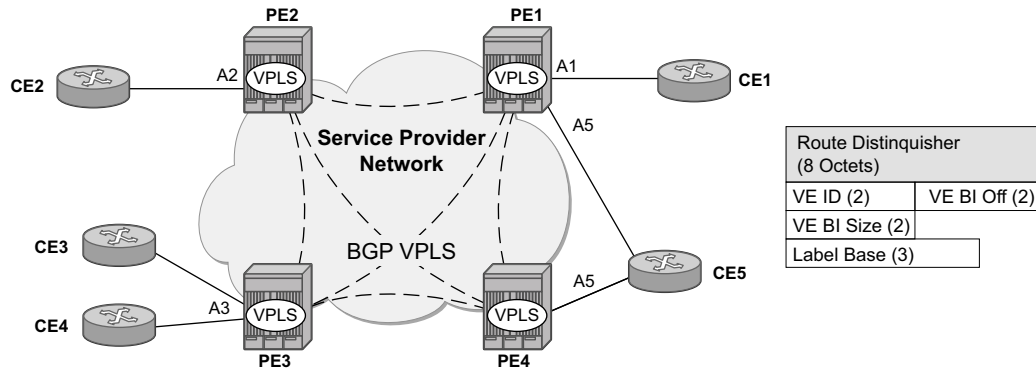 PE2
PE1
VPLS
VPLS
A2
A1
CE2
CE1
A5
Service Provider
Network
Route Distinquisher
(8 Octets)
VE ID (2)
VE BI Off (2)
VE BI Size (2)
Label Base (3)
CE3
BGP VPLS
CE5
A5
A3
VPLS
VPLS
CE4
PE3
PE4